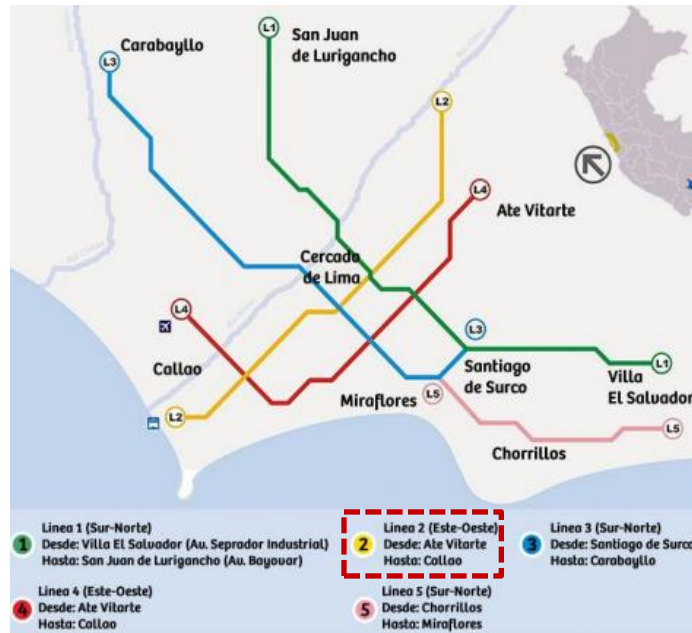 L1
San Juan
de Lurigancho
Carabayllo
L3
L2
L4
Ate Vitarte
Cercado
de Lima
L4
L3
Callao
Santiago
de Surco
L1
Miraflores
L5
Villa
El Salvador
L2
L5
Chorrillos
Linea 1 (Sur-Norte)
1
Desde: Villa El Salvador (Av. Seprador Industrial)
Hasta: San Juan de Lurigancho (Av. Bayouar)
Linea 2 (Este-Oeste)
2
Desde: Ate Vitarte
Hasta: Callao
Linea 3 (Sur-Norte)
3
Desde: Santiago de Surco
Hasta: Carabayllo
Linea 4 (Este-Oeste)
4
Desde: Ate Vitarte
Hasta: Callao
Linea 5 (Sur-Norte)
5
Desde: Chorrillos
Hasta: Miraflores